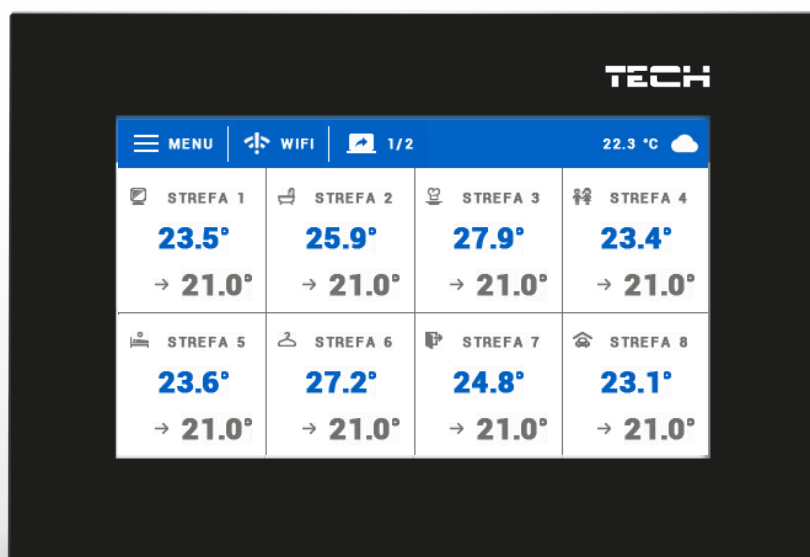 TECH
MENU WIFI 1/2 22.3 °C
STREFA 1 STREFA 2 STREFA 3 STREFA 4
23.5° 25.9° 27.9° 23.4°
→ 21.0° → 21.0° → 21.0° → 21.0°
STREFA 5 STREFA 6 STREFA 7 STREFA 8
23.6° 27.2° 24.8° 23.1°
→ 21.0° → 21.0° → 21.0° → 21.0°